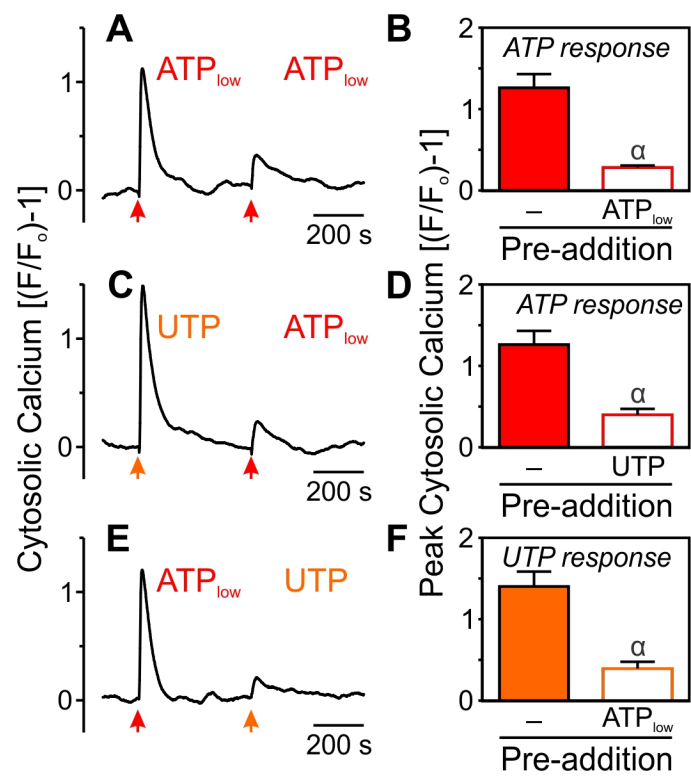 Cytosolic Calcium [(F/Fo)-1]
Peak Cytosolic Calcium [(F/Fo)-1]
A
ATPlow ATPlow
1
0
200 s
B
ATP response
2
1
0
α
– ATPlow
Pre-addition
C
UTP ATPlow
1
0
200 s
D
ATP response
2
1
0
α
– UTP
Pre-addition
E
ATPlow UTP
1
0
200 s
F
UTP response
2
1
0
α
– ATPlow
Pre-addition